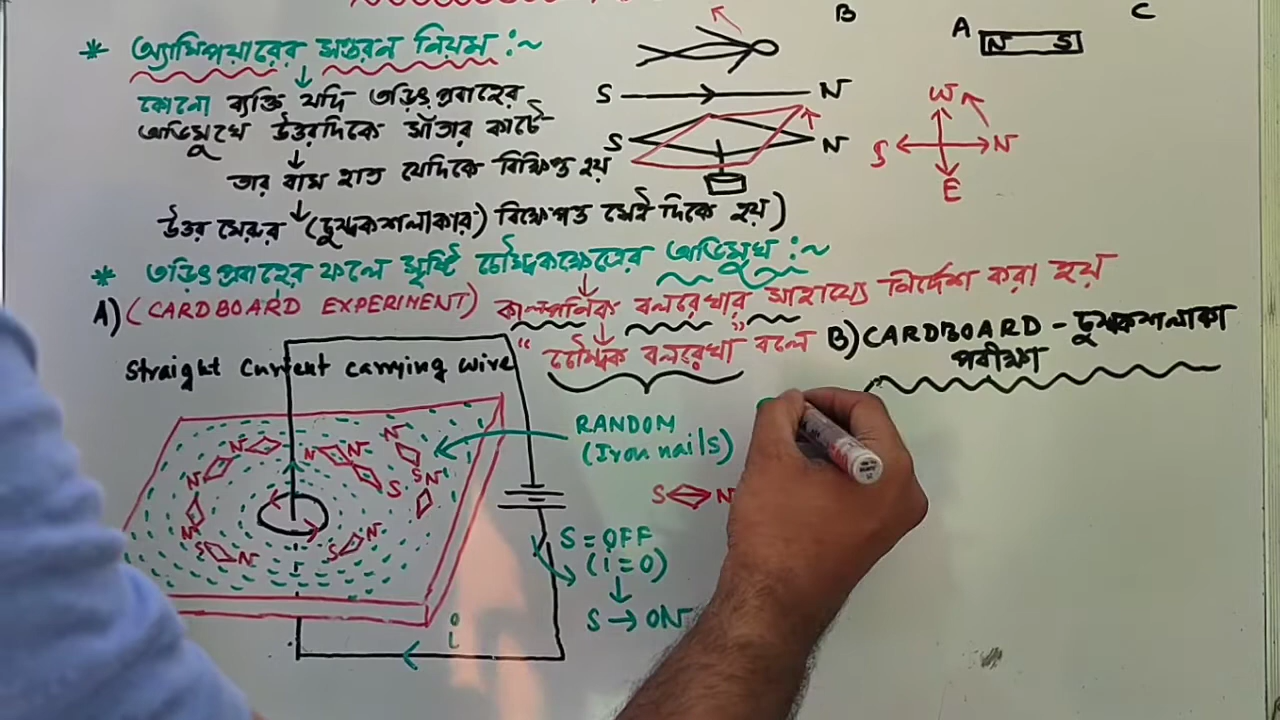 B
C
A
N S
* অ্যাম্পিয়ারের সন্তরন নিয়ম :~
কোনো ব্যক্তি যদি তড়িৎপ্রবাহের
অভিমুখে উত্তরদিকে সাঁতার কাটে
তার বাম হাত যেদিকে বিক্ষিপ্ত হয়
উত্তর মেরুর (চুম্বকশলাকার) বিক্ষেপও সেই দিকে হয়)
S N
S N
W
S N
E
* তড়িৎপ্রবাহের ফলে সৃষ্টি চৌম্বকক্ষেত্রের অভিমুখ :~
A) (CARDBOARD EXPERIMENT) কাল্পনিক বলরেখার সাহায্যে নির্দেশ করা হয়
"চৌম্বক বলরেখা" বলে
B) CARDBOARD - চুম্বকশলাকা
পরীক্ষা
Straight Current carrying wire
RANDOM
(Iron nails)
S N
S = OFF
(i=0)
S → ON
N N N N
N S N
S
N
S N S N
i